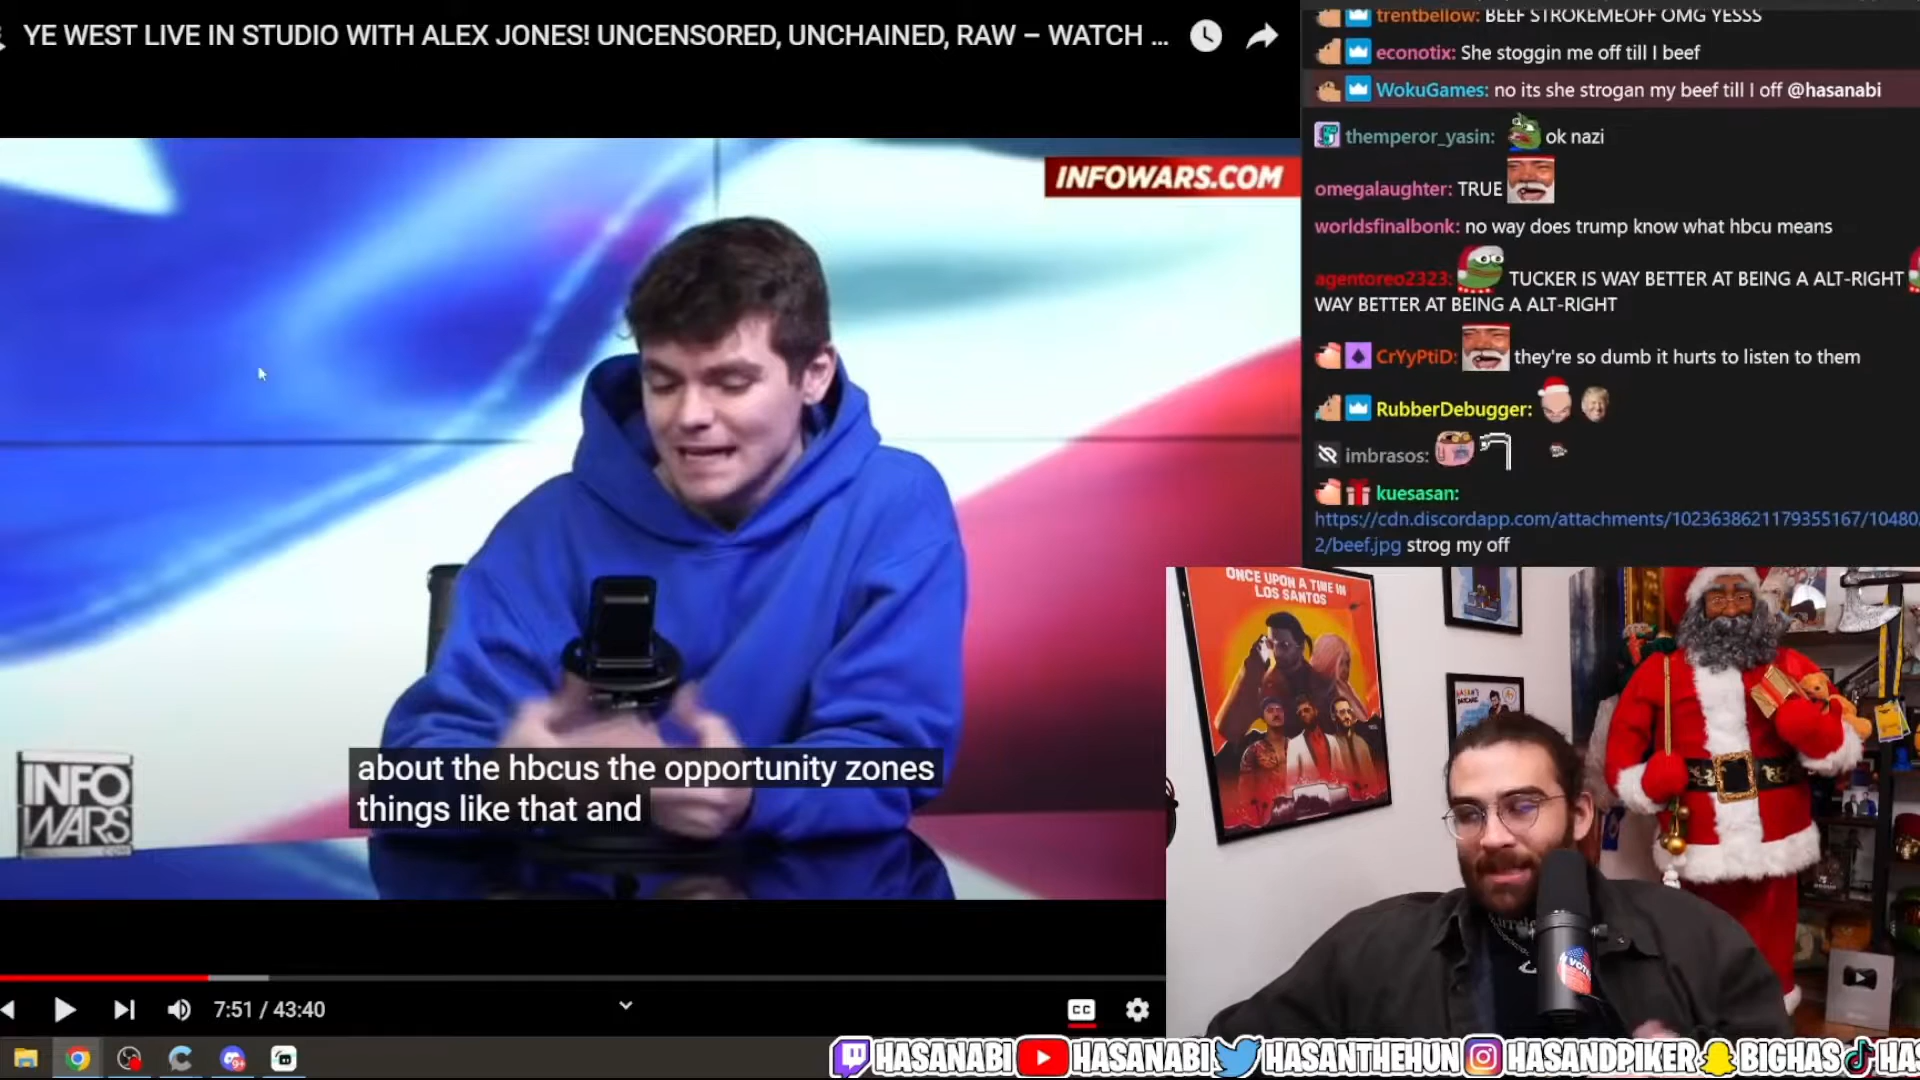 YE WEST LIVE IN STUDIO WITH ALEX JONES! UNCENSORED, UNCHAINED, RAW – WATCH ...
INFOWARS.COM
INFO
WARS
about the hbcus the opportunity zones
things like that and
7:51 / 43:40
CC
trentbellow: BEEF STROKEMEOFF OMG YESSS
econotix: She stoggin me off till I beef
WokuGames: no its she strogan my beef till I off @hasanabi
themperor_yasin: ok nazi
omegalaughter: TRUE
worldsfinalbonk: no way does trump know what hbcu means
agentoreo2323: TUCKER IS WAY BETTER AT BEING A ALT-RIGHT
WAY BETTER AT BEING A ALT-RIGHT
CrYyPtiD: they're so dumb it hurts to listen to them
RubberDebugger:
imbrasos:
kuesasan:
https://cdn.discordapp.com/attachments/1023638621179355167/10480
2/beef.jpg strog my off
ONCE UPON A TIME IN
LOS SANTOS
HASANABI HASANABI HASANTHEHUN HASANDPIKER BIGHAS HAS